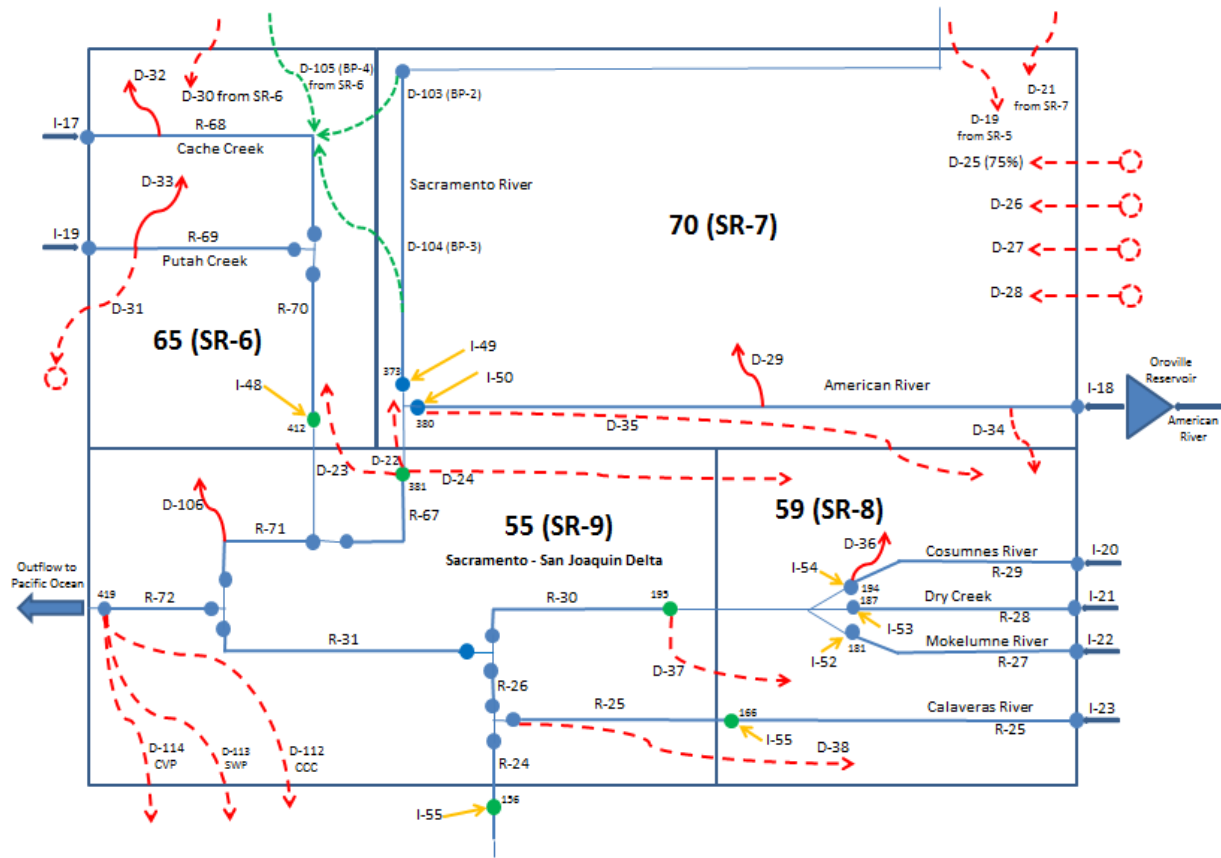 D-105 (BP-4)
from SR-6
D-32
D-30 from SR-6
D-103 (BP-2)
D-21
from SR-7
D-19
from SR-5
I-17
R-68
Cache Creek
D-25 (75%)
D-33
Sacramento River
D-26
70 (SR-7)
I-19
R-69
Putah Creek
D-104 (BP-3)
D-27
D-28
D-31
R-70
65 (SR-6)
I-49
373
I-50
D-29
Oroville
Reservoir
I-48
American River
I-18
412
380
D-35
D-34
American
River
D-23
D-22
381
D-24
D-106
R-67
R-71
55 (SR-9)
59 (SR-8)
Sacramento - San Joaquin Delta
D-36
Cosumnes River
I-20
I-54
R-29
Outflow to
Pacific Ocean
194
187
Dry Creek
I-21
419
R-72
R-30
195
R-28
I-53
Mokelumne River
I-22
R-31
I-52
181
R-27
D-37
R-26
R-25
166
Calaveras River
I-23
R-25
I-55
D-38
D-114
CVP
D-113
SWP
D-112
CCC
R-24
I-55
156